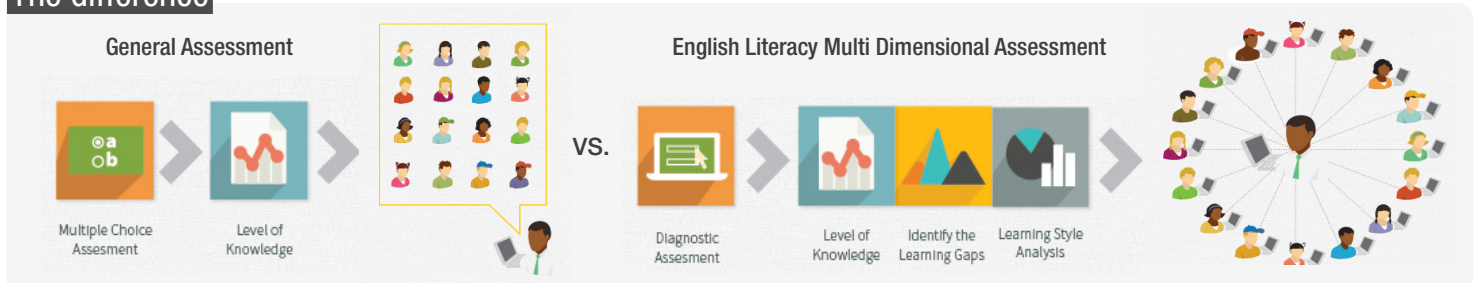 The difference
General Assessment
a
b
Multiple Choice
Assesment
Level of
Knowledge
vs.
English Literacy Multi Dimensional Assessment
Diagnostic
Assesment
Level of
Knowledge
Identify the
Learning Gaps
Learning Style
Analysis